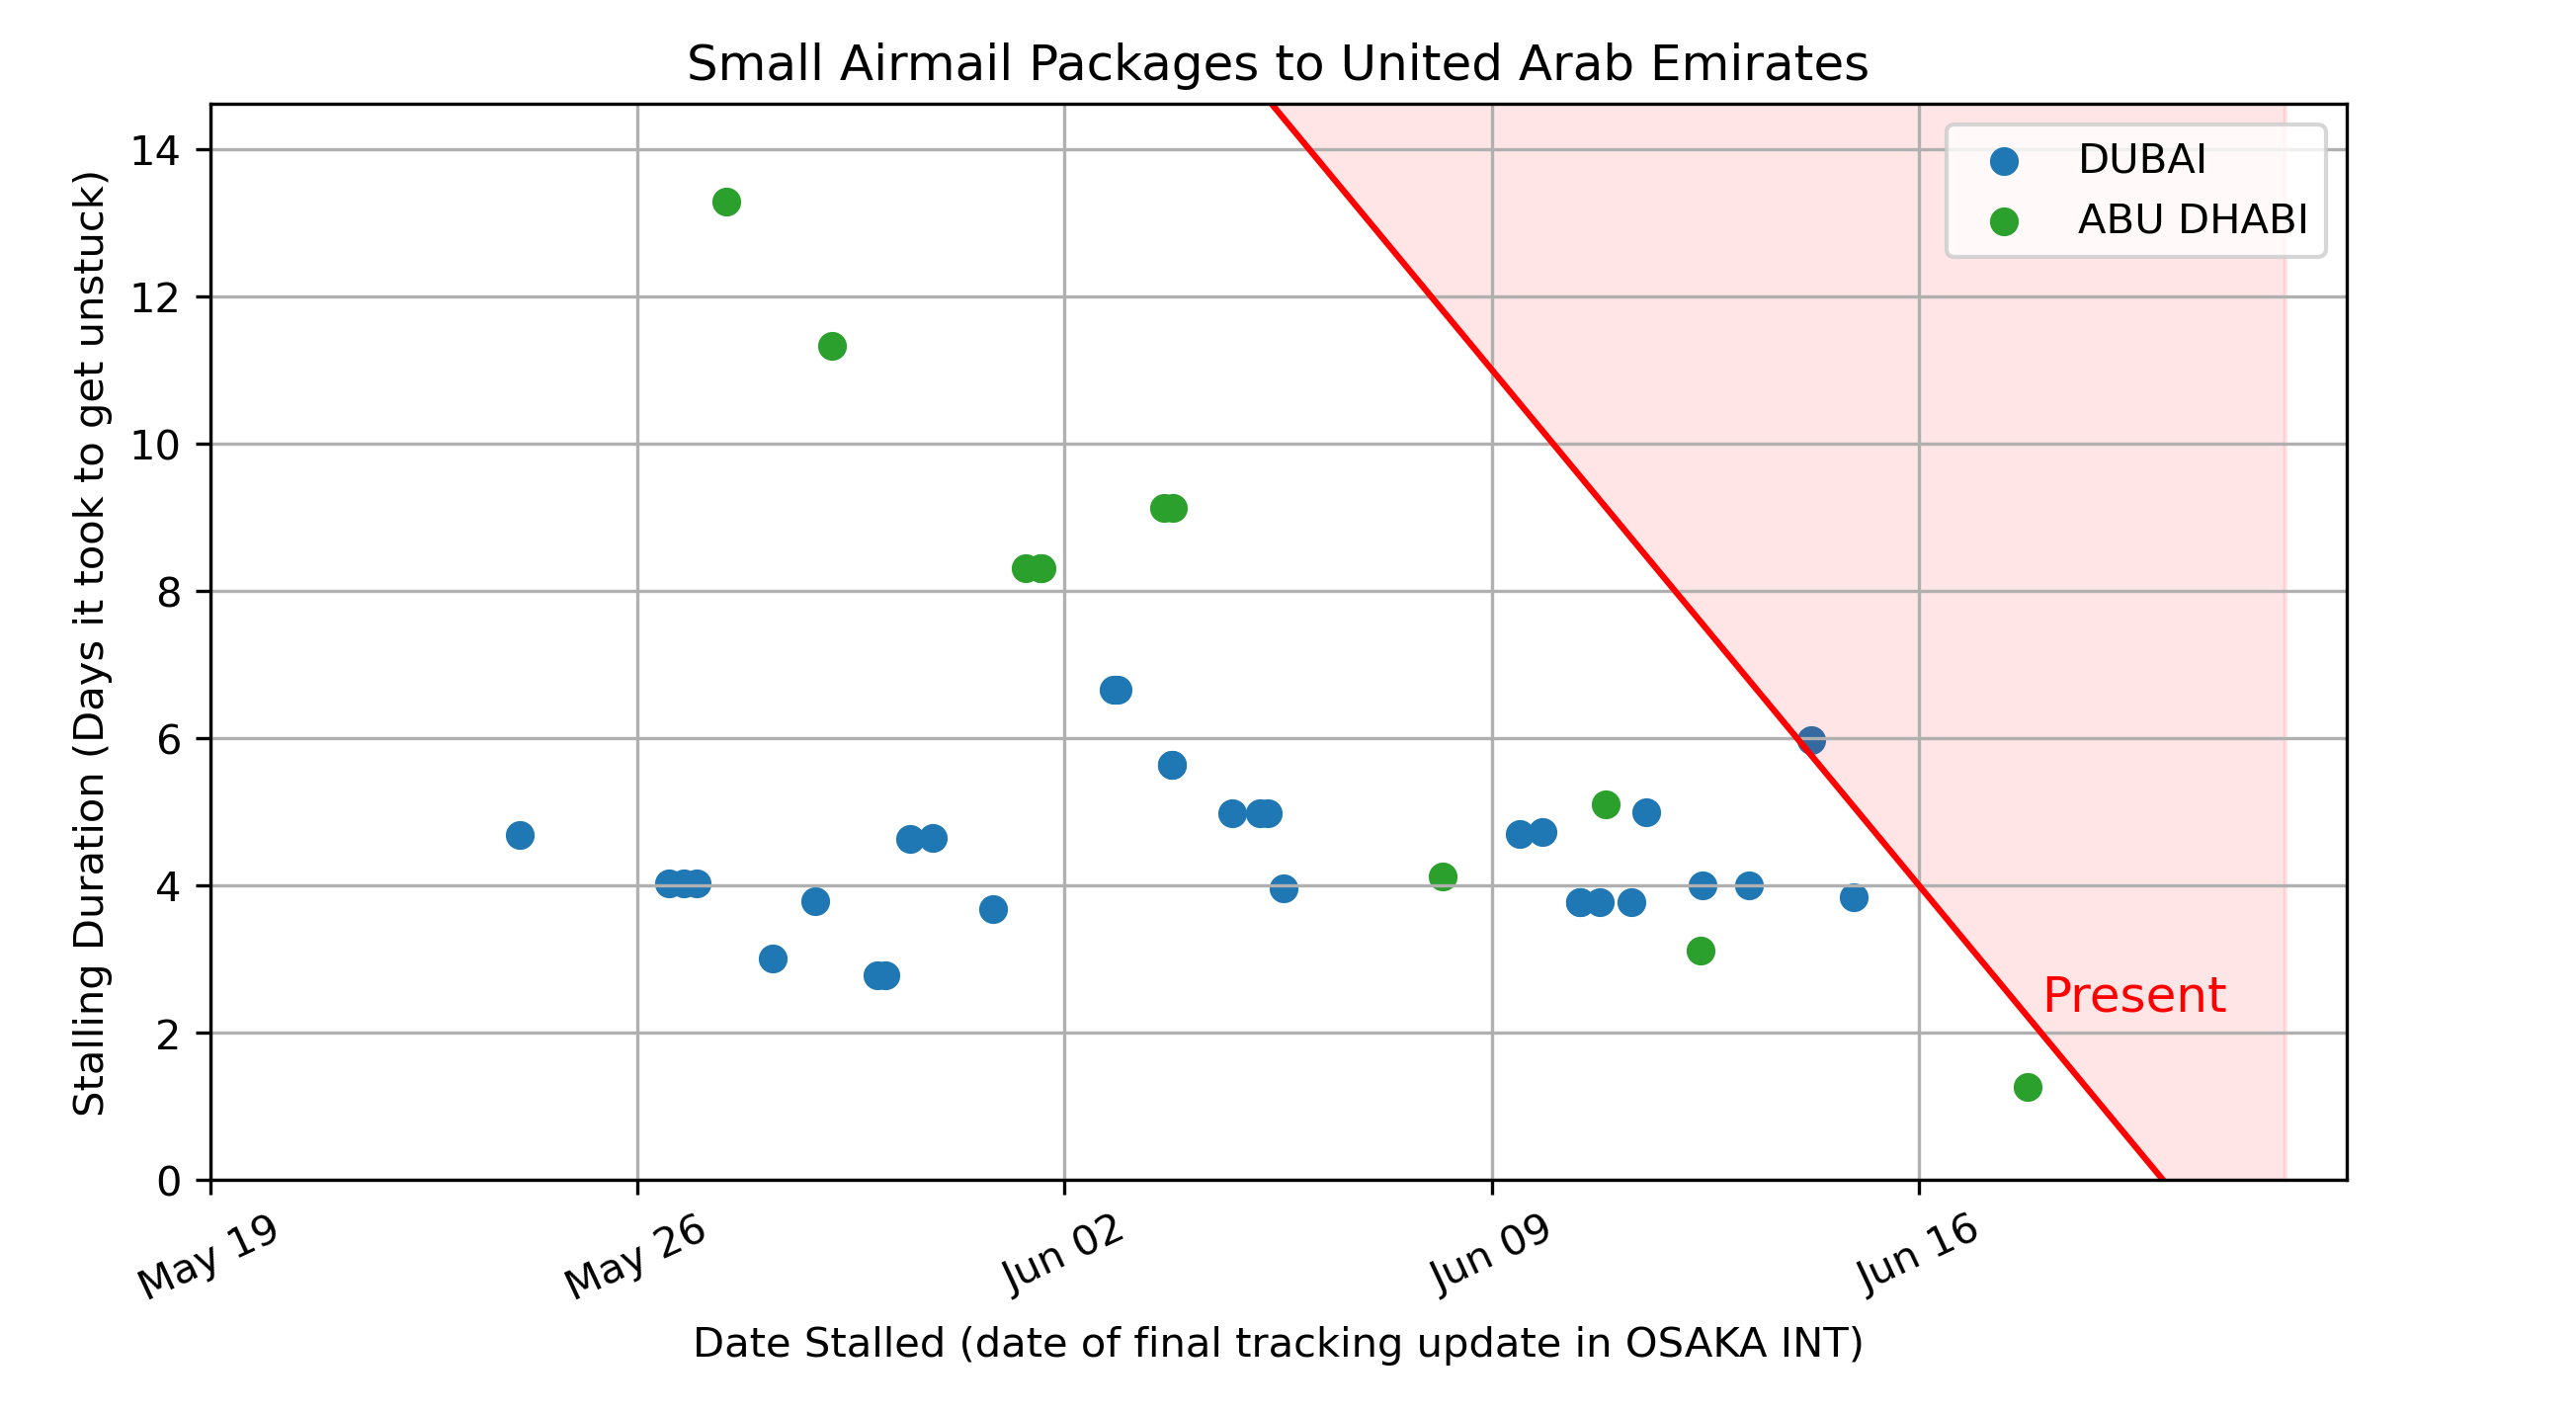 Small Airmail Packages to United Arab Emirates
Stalling Duration (Days it took to get unstuck)
14
12
10
8
6
4
2
0
DUBAI
ABU DHABI
Present
May 19
May 26
Jun 02
Jun 09
Jun 16
Date Stalled (date of final tracking update in OSAKA INT)